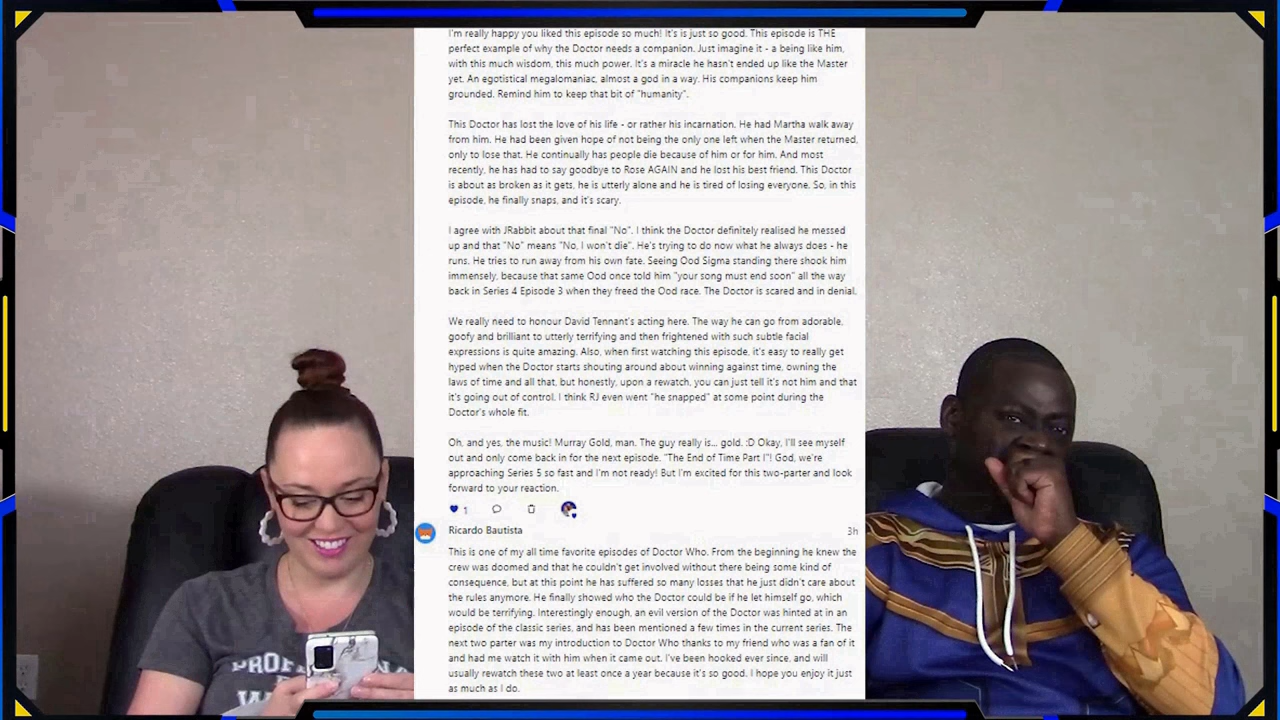 I'm really happy you liked this episode so much! It's is just so good. This episode is THE
perfect example of why the Doctor needs a companion. Just imagine it - a being like him,
with this much wisdom, this much power. It's a miracle he hasn't ended up like the Master
yet. An egotistical megalomaniac, almost a god in a way. His companions keep him
grounded. Remind him to keep that bit of "humanity".
This Doctor has lost the love of his life - or rather his incarnation. He had Martha walk away
from him. He had been given hope of not being the only one left when the Master returned,
only to lose that. He continually has people die because of him or for him. And most
recently, he has had to say goodbye to Rose AGAIN and he lost his best friend. This Doctor
is about as broken as it gets, he is utterly alone and he is tired of losing everyone. So, in this
episode, he finally snaps, and it's scary.
I agree with JRabbit about that final "No". I think the Doctor definitely realised he messed
up and that "No" means "No, I won't die". He's trying to do now what he always does - he
runs. He tries to run away from his own fate. Seeing Ood Sigma standing there shook him
immensely, because that same Ood once told him "your song must end soon" all the way
back in Series 4 Episode 3 when they freed the Ood race. The Doctor is scared and in denial.
We really need to honour David Tennant's acting here. The way he can go from adorable,
goofy and brilliant to utterly terrifying and then frightened with such subtle facial
expressions is quite amazing. Also, when first watching this episode, it's easy to really get
hyped when the Doctor starts shouting around about winning against time, owning the
laws of time and all that, but honestly, upon a rewatch, you can just tell it's not him and that
it's going out of control. I think RJ even went "he snapped" at some point during the
Doctor's whole fit.
Oh, and yes, the music! Murray Gold, man. The guy really is... gold. :D Okay, I'll see myself
out and only come back in for the next episode. "The End of Time Part I"! God, we're
approaching Series 5 so fast and I'm not ready! But I'm excited for this two-parter and look
forward to your reaction.
1
Ricardo Bautista 3h
This is one of my all time favorite episodes of Doctor Who. From the beginning he knew the
crew was doomed and that he couldn't get involved without there being some kind of
consequence, but at this point he has suffered so many losses that he just didn't care about
the rules anymore. He finally showed who the Doctor could be if he let himself go, which
would be terrifying. Interestingly enough, an evil version of the Doctor was hinted at in an
episode of the classic series, and has been mentioned a few times in the current series. The
next two parter was my introduction to Doctor Who thanks to my friend who was a fan of it
and had me watch it with him when it came out. I've been hooked ever since, and will
usually rewatch these two at least once a year because it's so good. I hope you enjoy it just
as much as I do.